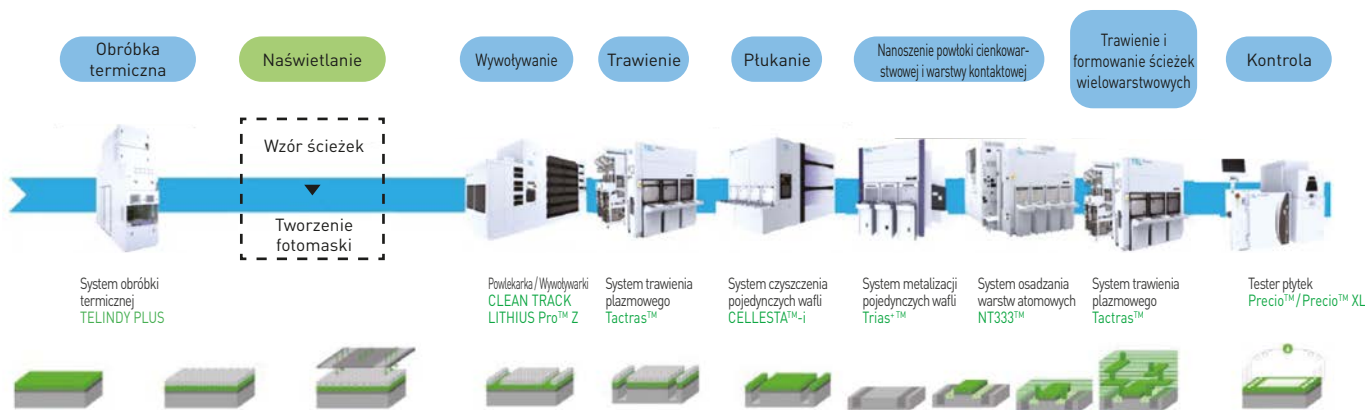 Obróbka
termiczna
Naświetlanie
Wywoływanie
Trawienie
Płukanie
Nanoszenie powłoki cienkowar-
stwowej i warstwy kontaktowej
Trawienie i
formowanie ścieżek
wielowarstwowych
Kontrola
Wzór ścieżek
Tworzenie
fotomaski
System obróbki
termicznej
TELINDY PLUS
Powlekarka / Wywoływarki
CLEAN TRACK
LITHIUS Pro™ Z
System trawienia
plazmowego
Tactras™
System czyszczenia
pojedynczych wafli
CELLESTA™-i
System metalizacji
pojedynczych wafli
Trias⁺™
System osadzania
warstw atomowych
NT333™
System trawienia
plazmowego
Tactras™
Tester płytek
Precio™/Precio™ XL